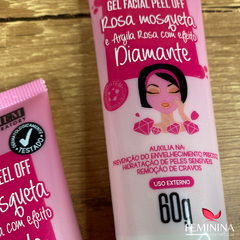 GEL FACIAL PEEL OFF
Rosa mosqueta
e Argila Rosa com efeito
Diamante
AUXILIA NA:
PREVENÇÃO DO ENVELHECIMENTO PRECOCE
HIDRATAÇÃO DE PELES SENSÍVEIS
REMOÇÃO DE CRAVOS
USO EXTERNO
60g
DERMATOLOGICAMENTE
TESTADO
PEEL OFF
mosqueta
com efeito
FEMININA